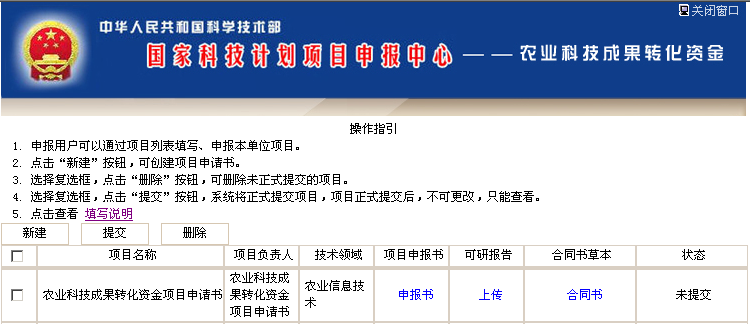 关闭窗口
中华人民共和国科学技术部
国家科技计划项目申报中心——农业科技成果转化资金
操作指引
1. 申报用户可以通过项目列表填写、申报本单位项目。
2. 点击“新建”按钮，可创建项目申请书。
3. 选择复选框，点击“删除”按钮，可删除未正式提交的项目。
4. 选择复选框，点击“提交”按钮，系统将正式提交项目，项目正式提交后，不可更改，只能查看。
5. 点击查看 填写说明
新建 提交 删除
项目名称 项目负责人 技术领域 项目申报书 可研报告 合同书草本 状态
农业科技成果转化资金项目申请书
农业科技成
果转化资金
项目申请书
农业信息技
术
申报书 上传 合同书 未提交